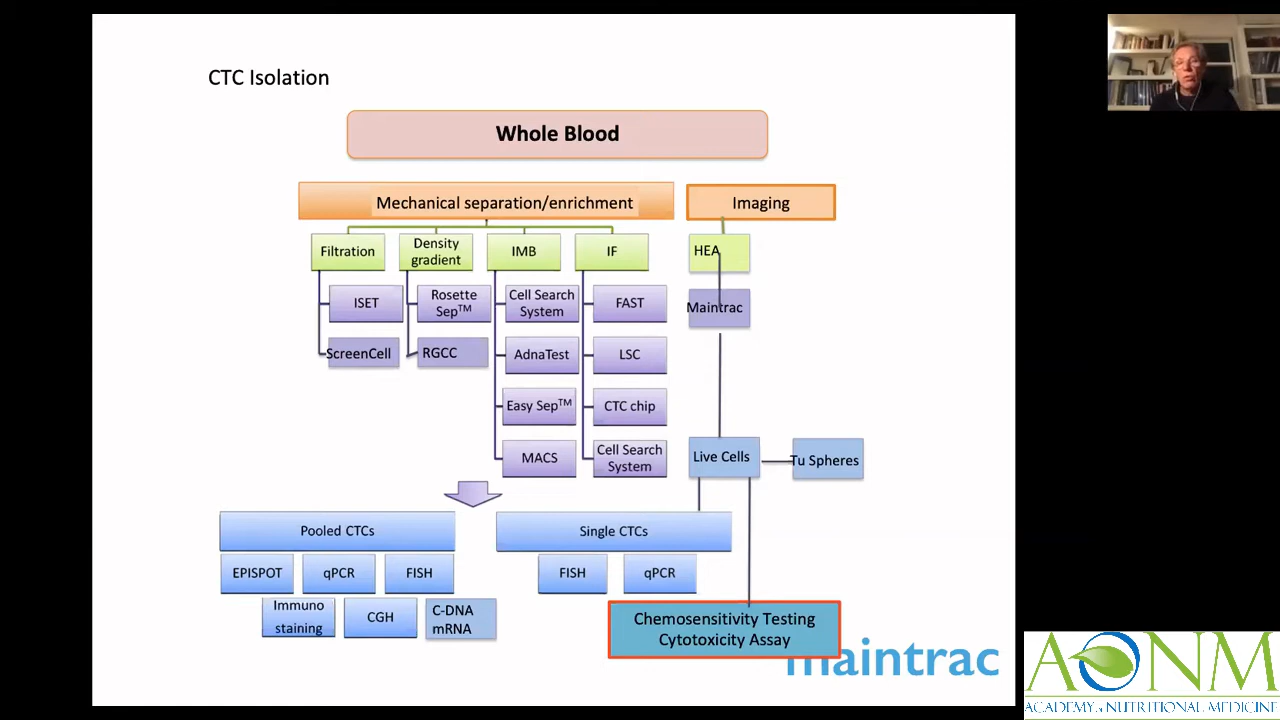 CTC Isolation
Whole Blood
Mechanical separation/enrichment
Imaging
Filtration
Density
gradient
IMB
IF
HEA
ISET
Rosette
Sep™
Cell Search
System
FAST
Maintrac
ScreenCell
RGCC
AdnaTest
LSC
Easy Sep™
CTC chip
MACS
Cell Search
System
Live Cells
Tu Spheres
Pooled CTCs
Single CTCs
EPISPOT
qPCR
FISH
FISH
qPCR
Immuno
staining
CGH
C-DNA
mRNA
Chemosensitivity Testing
Cytotoxicity Assay
maintrac
AONM
ACADEMY of NUTRITIONAL MEDICINE